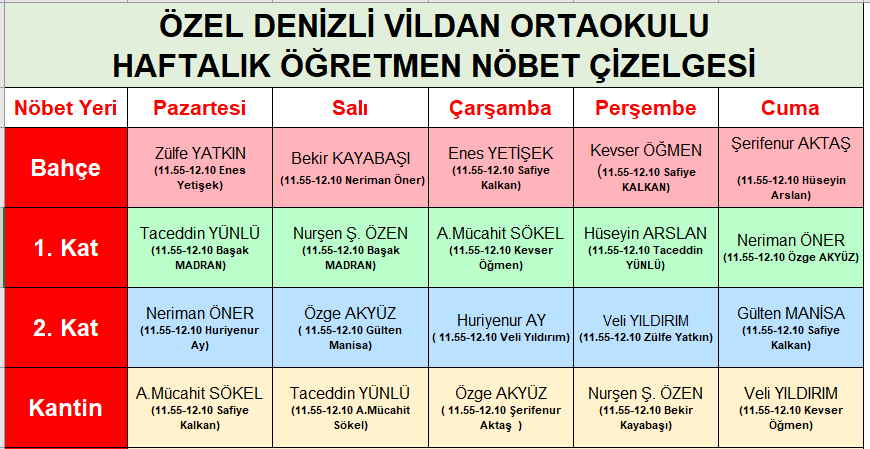 ÖZEL DENİZLİ VİLDAN ORTAOKULU
HAFTALIK ÖĞRETMEN NÖBET ÇİZELGESİ
Nöbet Yeri Pazartesi Salı Çarşamba Perşembe Cuma
Bahçe
Zülfe YATKIN
(11.55-12.10 Enes
Yetişek)
Bekir KAYABAŞI
(11.55-12.10 Neriman Öner)
Enes YETİŞEK
(11.55-12.10 Safiye
Kalkan)
Kevser ÖĞMEN
(11.55-12.10 Safiye
KALKAN)
Şerifenur AKTAŞ
(11.55-12.10 Hüseyin
Arslan)
1. Kat
Taceddin YÜNLÜ
(11.55-12.10 Başak
MADRAN)
Nurşen Ş. ÖZEN
(11.55-12.10 Başak
MADRAN)
A.Mücahit SÖKEL
(11.55-12.10 Kevser
Öğmen)
Hüseyin ARSLAN
(11.55-12.10 Taceddin
YÜNLÜ)
Neriman ÖNER
(11.55-12.10 Özge AKYÜZ)
2. Kat
Neriman ÖNER
(11.55-12.10 Huriyenur
Ay)
Özge AKYÜZ
( 11.55-12.10 Gülten
Manisa)
Huriyenur AY
( 11.55-12.10 Veli Yıldırım)
Veli YILDIRIM
(11.55-12.10 Zülfe Yatkın)
Gülten MANİSA
(11.55-12.10 Safiye
Kalkan)
Kantin
A.Mücahit SÖKEL
(11.55-12.10 Safiye
Kalkan)
Taceddin YÜNLÜ
(11.55-12.10 A.Mücahit
Sökel)
Özge AKYÜZ
( 11.55-12.10 Şerifenur
Aktaş )
Nurşen Ş. ÖZEN
(11.55-12.10 Bekir
Kayabaşı)
Veli YILDIRIM
(11.55-12.10 Kevser
Öğmen)